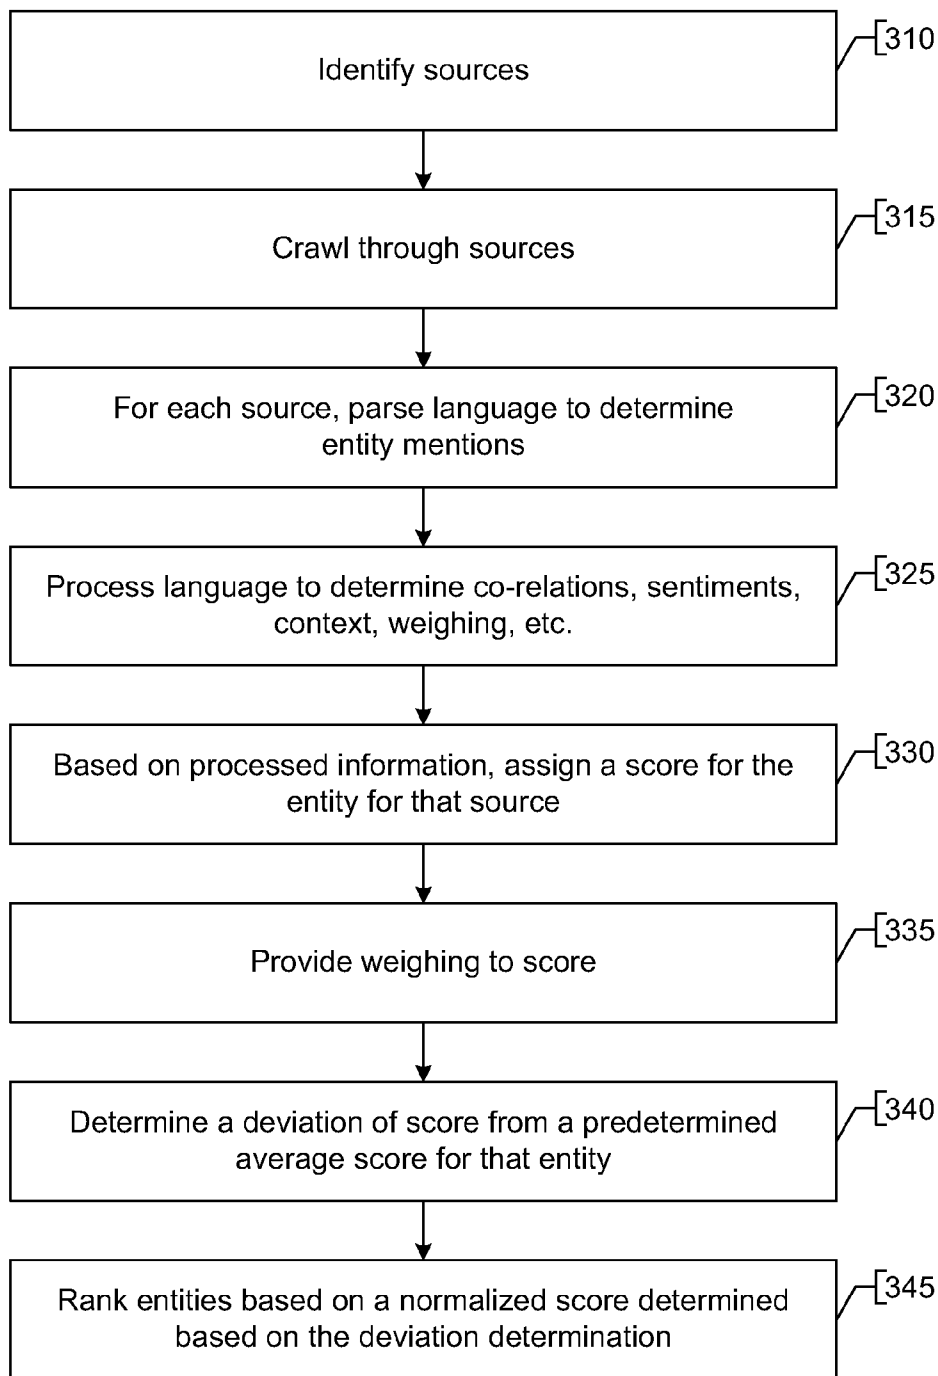 310
Identify sources
315
Crawl through sources
320
For each source, parse language to determine
entity mentions
325
Process language to determine co-relations, sentiments,
context, weighing, etc.
330
Based on processed information, assign a score for the
entity for that source
335
Provide weighing to score
340
Determine a deviation of score from a predetermined
average score for that entity
345
Rank entities based on a normalized score determined
based on the deviation determination